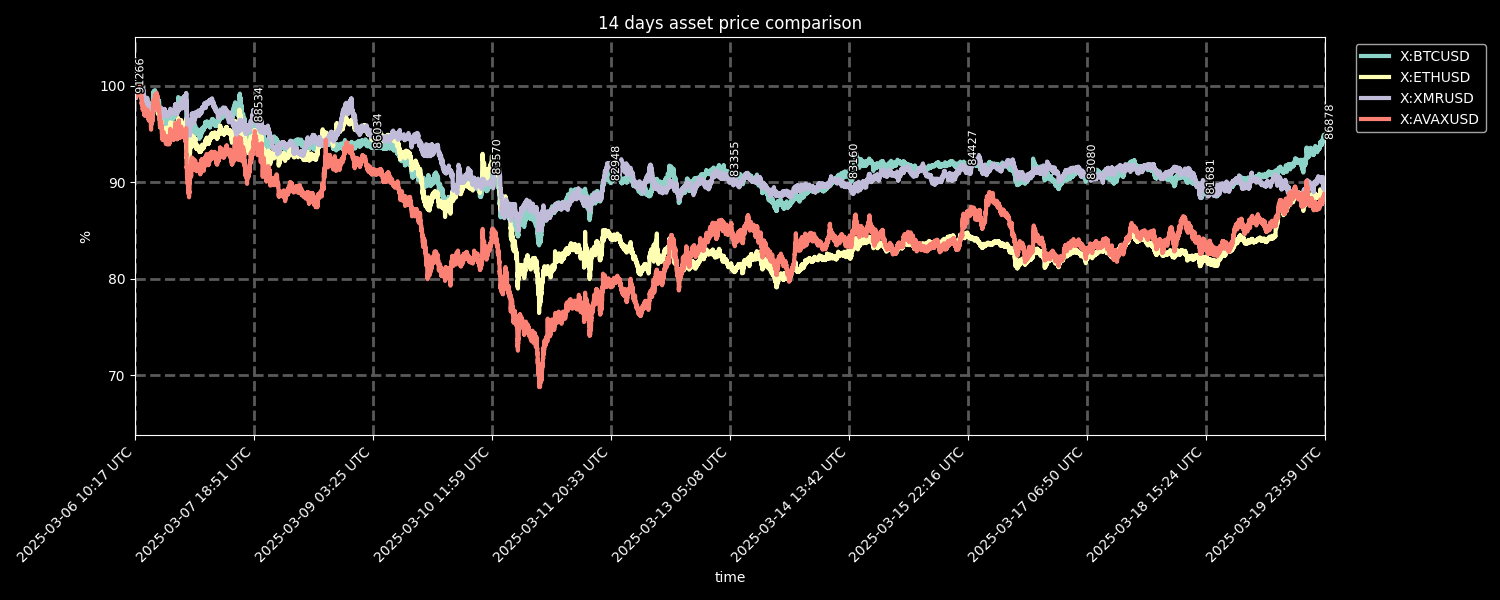 14 days asset price comparison
X:BTCUSD
X:ETHUSD
X:XMRUSD
X:AVAXUSD
100
90
80
70
%
91266
88534
86034
83570
82948
83355
83160
84427
83080
81681
86878
2025-03-06 10:17 UTC
2025-03-07 18:51 UTC
2025-03-09 03:25 UTC
2025-03-10 11:59 UTC
2025-03-11 20:33 UTC
2025-03-13 05:08 UTC
2025-03-14 13:42 UTC
2025-03-15 22:16 UTC
2025-03-17 06:50 UTC
2025-03-18 15:24 UTC
2025-03-19 23:59 UTC
time